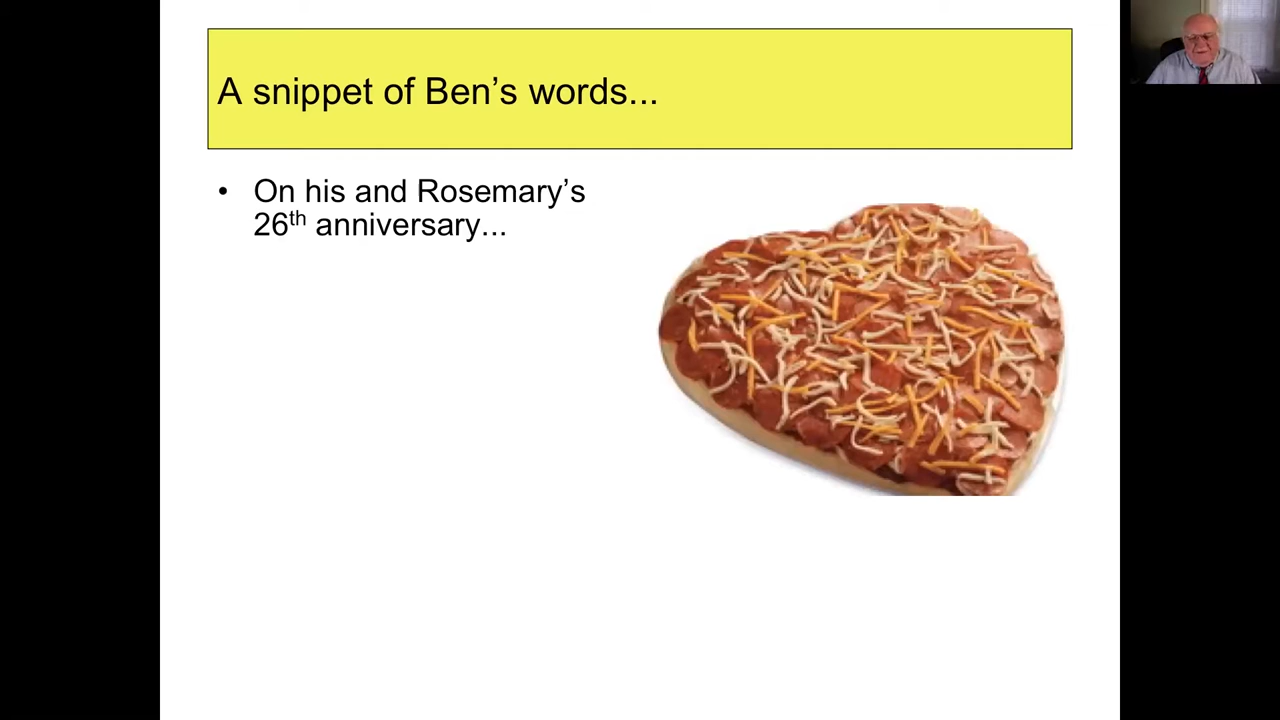 A snippet of Ben’s words...
• On his and Rosemary’s
26th anniversary...